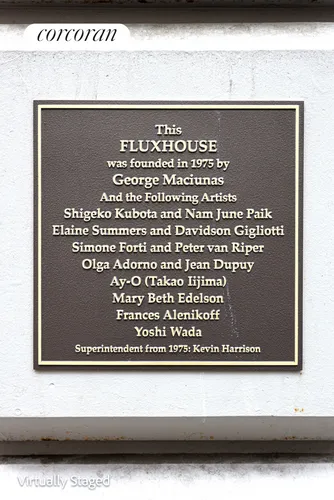 corcoran
This
FLUXHOUSE
was founded in 1975 by
George Maciunas
And the Following Artists
Shigeko Kubota and Nam June Paik
Elaine Summers and Davidson Gigliotti
Simone Forti and Peter van Riper
Olga Adorno and Jean Dupuy
Ay-O (Takao Iijima)
Mary Beth Edelson
Frances Alenikoff
Yoshi Wada
Superintendent from 1975: Kevin Harrison
Virtually Staged